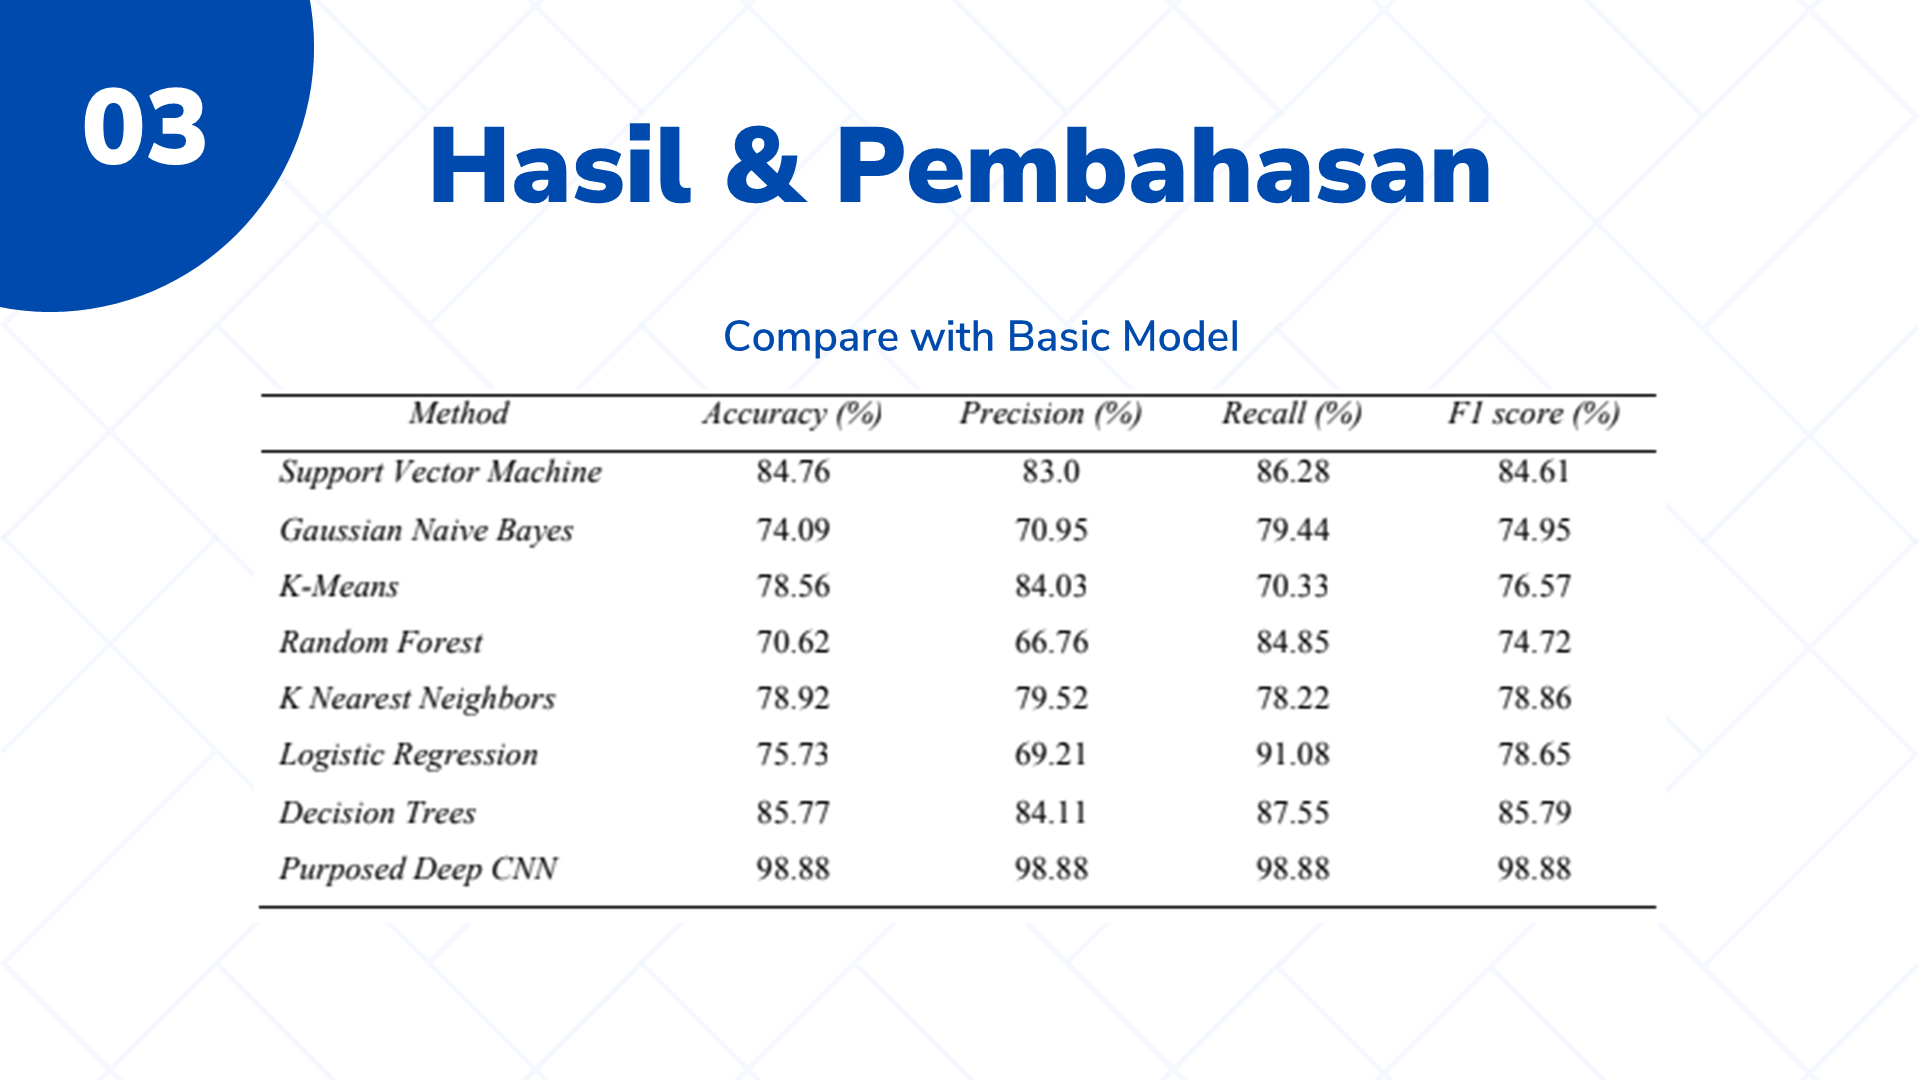 03
Hasil & Pembahasan
Compare with Basic Model
Method Accuracy (%) Precision (%) Recall (%) F1 score (%)
Support Vector Machine 84.76 83.0 86.28 84.61
Gaussian Naive Bayes 74.09 70.95 79.44 74.95
K-Means 78.56 84.03 70.33 76.57
Random Forest 70.62 66.76 84.85 74.72
K Nearest Neighbors 78.92 79.52 78.22 78.86
Logistic Regression 75.73 69.21 91.08 78.65
Decision Trees 85.77 84.11 87.55 85.79
Purposed Deep CNN 98.88 98.88 98.88 98.88